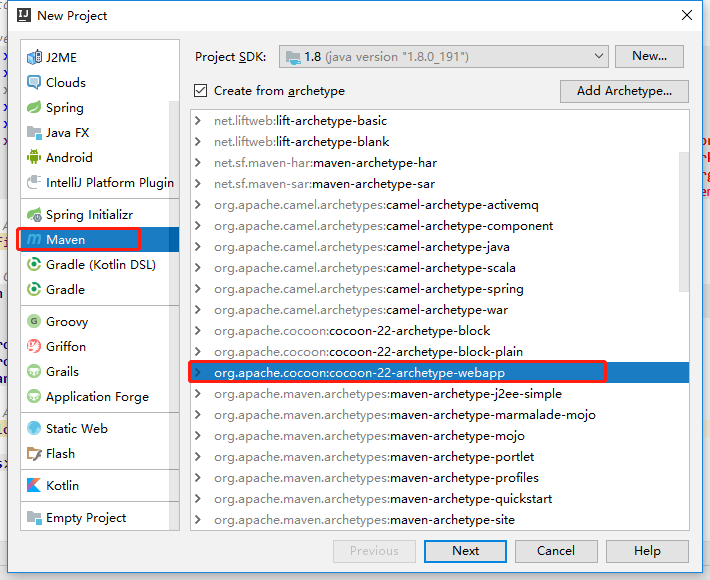 New Project
J2ME
Clouds
Spring
Java FX
Android
IntelliJ Platform Plugin
Spring Initializr
Maven
Gradle (Kotlin DSL)
Gradle
Groovy
Griffon
Grails
Application Forge
Static Web
Flash
Kotlin
Empty Project
Project SDK: 1.8 (java version "1.8.0_191") New...
Create from archetype Add Archetype...
net.liftweb:lift-archetype-basic
net.liftweb:lift-archetype-blank
net.sf.maven-har:maven-archetype-har
net.sf.maven-sar:maven-archetype-sar
org.apache.camel.archetypes:camel-archetype-activemq
org.apache.camel.archetypes:camel-archetype-component
org.apache.camel.archetypes:camel-archetype-java
org.apache.camel.archetypes:camel-archetype-scala
org.apache.camel.archetypes:camel-archetype-spring
org.apache.camel.archetypes:camel-archetype-war
org.apache.cocoon:cocoon-22-archetype-block
org.apache.cocoon:cocoon-22-archetype-block-plain
org.apache.cocoon:cocoon-22-archetype-webapp
org.apache.maven.archetypes:maven-archetype-j2ee-simple
org.apache.maven.archetypes:maven-archetype-marmalade-mojo
org.apache.maven.archetypes:maven-archetype-mojo
org.apache.maven.archetypes:maven-archetype-portlet
org.apache.maven.archetypes:maven-archetype-profiles
org.apache.maven.archetypes:maven-archetype-quickstart
org.apache.maven.archetypes:maven-archetype-site
Previous Next Cancel Help